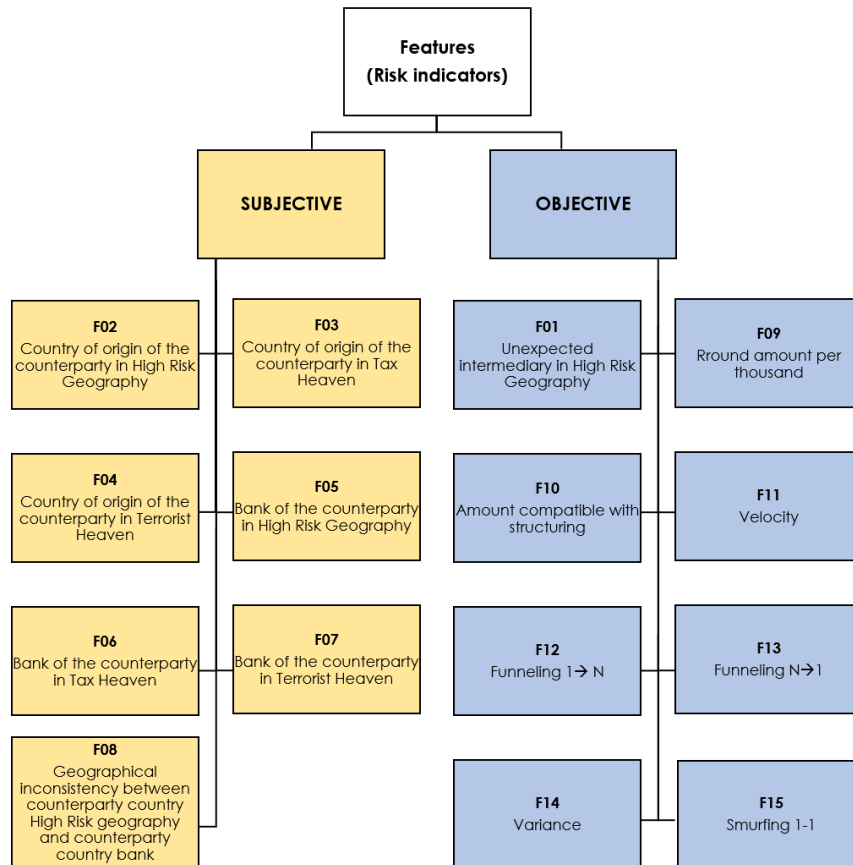 Features
(Risk indicators)
SUBJECTIVE
OBJECTIVE
F02
Country of origin of the
counterparty in High Risk
Geography
F03
Country of origin of the
counterparty in Tax
Heaven
F01
Unexpected
intermediary in High Risk
Geography
F09
Rround amount per
thousand
F04
Country of origin of the
counterparty in Terrorist
Heaven
F05
Bank of the counterparty
in High Risk Geography
F10
Amount compatible with
structuring
F11
Velocity
F06
Bank of the counterparty
in Tax Heaven
F07
Bank of the counterparty
in Terrorist Heaven
F12
Funneling 1→ N
F13
Funneling N→1
F08
Geographical
inconsistency between
counterparty country
High Risk geography
and counterparty
country bank
F14
Variance
F15
Smurfing 1-1